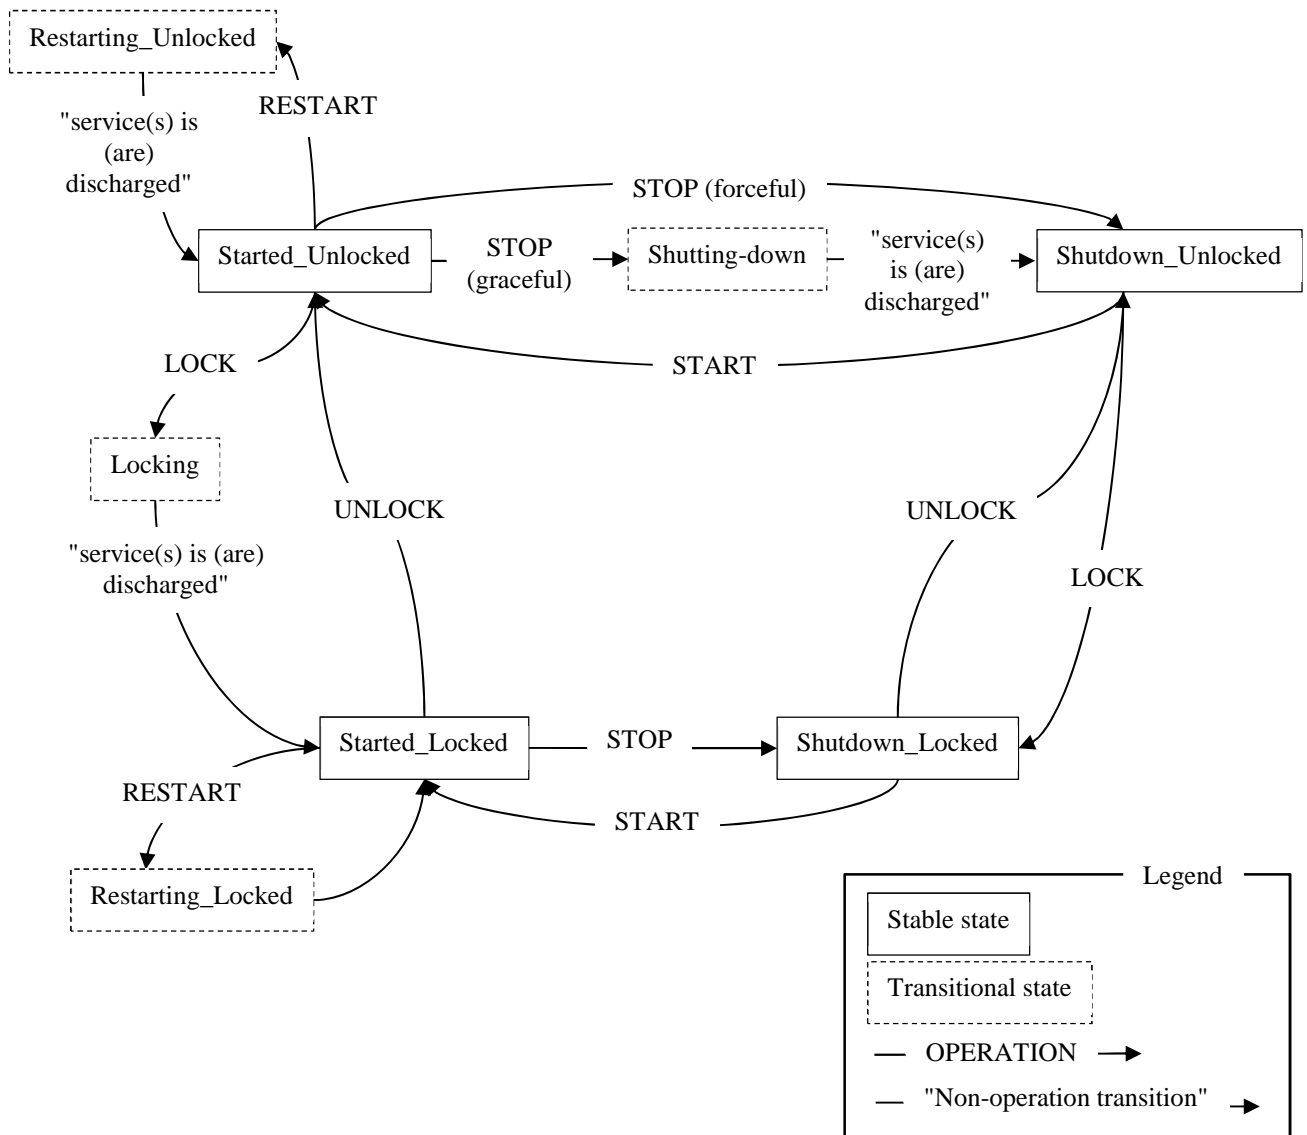 Restarting_Unlocked
RESTART
"service(s) is
(are)
discharged"
STOP (forceful)
Started_Unlocked
STOP
(graceful)
Shutting-down
"service(s)
is (are)
discharged"
Shutdown_Unlocked
LOCK
START
Locking
UNLOCK
UNLOCK
"service(s) is (are)
discharged"
LOCK
Started_Locked
STOP
Shutdown_Locked
RESTART
START
Restarting_Locked
Legend
Stable state
Transitional state
OPERATION
"Non-operation transition"